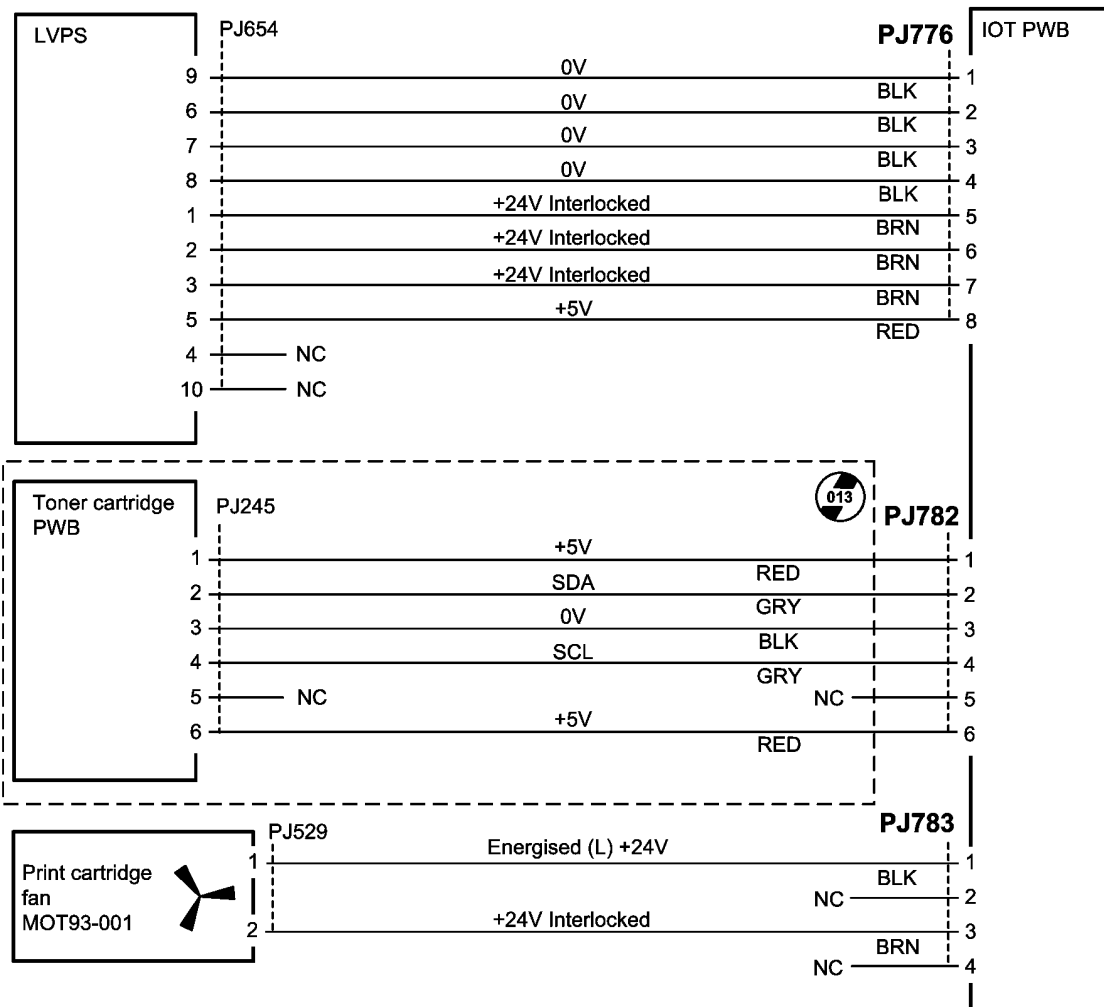 LVPS PJ654 PJ776 IOT PWB
9 0V 1
BLK
6 0V 2
BLK
7 0V 3
BLK
8 0V 4
BLK
1 +24V Interlocked 5
BRN
2 +24V Interlocked 6
BRN
3 +24V Interlocked 7
BRN
5 +5V 8
RED
4 NC
10 NC
Toner cartridge
PWB
PJ245 013 PJ782
1 +5V 1
RED
2 SDA 2
GRY
3 0V 3
BLK
4 SCL 4
GRY
5 NC NC 5
6 +5V 6
RED
PJ529 PJ783
Print cartridge
fan
MOT93-001
1 Energised (L) +24V 1
BLK
NC 2
2 +24V Interlocked 3
BRN
NC 4